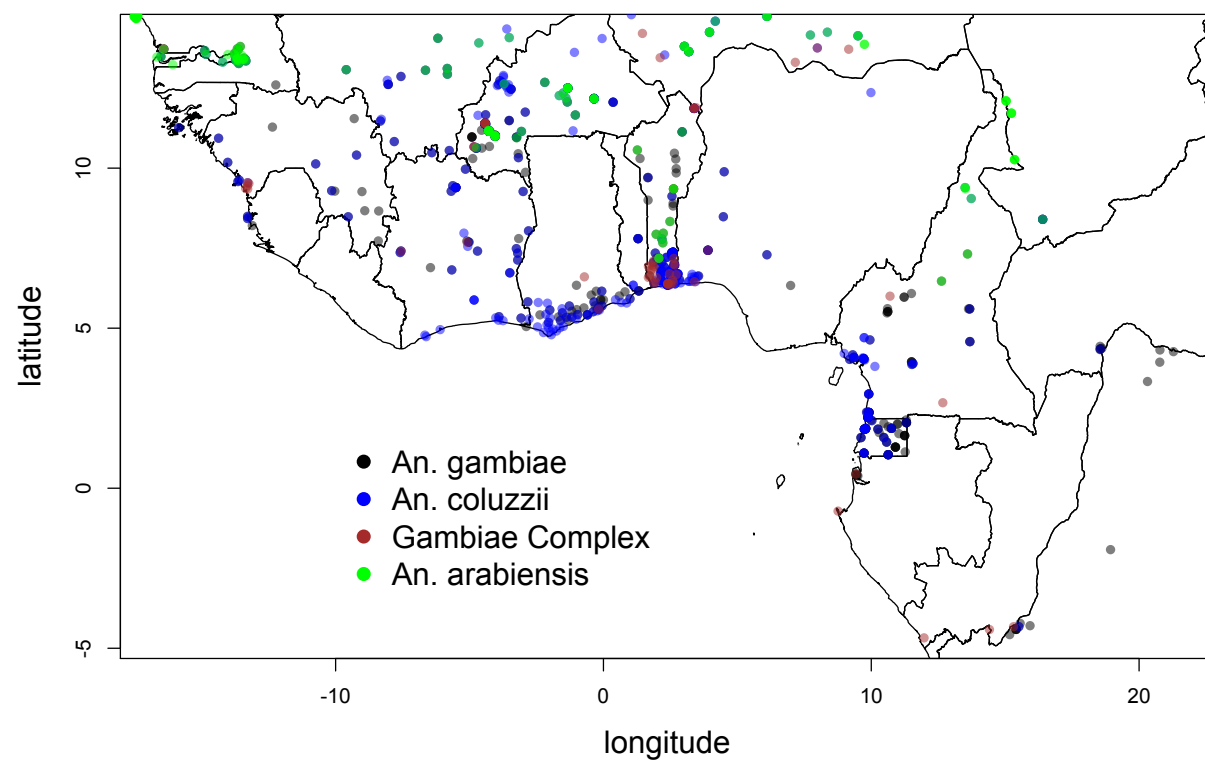 latitude
10
5
0
-5
An. gambiae
An. coluzzii
Gambiae Complex
An. arabiensis
-10
0
10
20
longitude